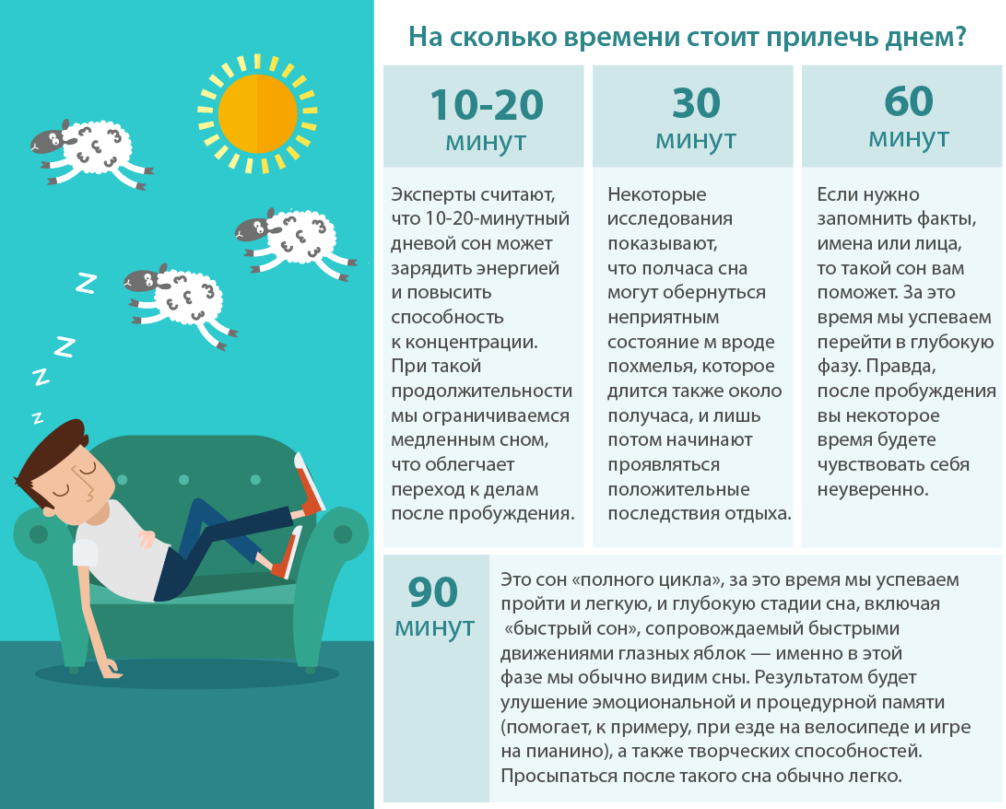 На сколько времени стоит прилечь днем?
10-20
минут
Эксперты считают,
что 10-20-минутный
дневой сон может
зарядить энергией
и повысить
способность
к концентрации.
При такой
продолжительности
мы ограничиваемся
медленным сном,
что облегчает
переход к делам
после пробуждения.
30
минут
Некоторые
исследования
показывают,
что полчаса сна
могут обернуться
неприятным
состояние м вроде
похмелья, которое
длится также около
получаса, и лишь
потом начинают
проявляться
положительные
последствия отдыха.
60
минут
Если нужно
запомнить факты,
имена или лица,
то такой сон вам
поможет. За это
время мы успеваем
перейти в глубокую
фазу. Правда,
после пробуждения
вы некоторое
время будете
чувствовать себя
неуверенно.
90
минут
Это сон «полного цикла», за это время мы успеваем
пройти и легкую, и глубокую стадии сна, включая
«быстрый сон», сопровождаемый быстрыми
движениями глазных яблок — именно в этой
фазе мы обычно видим сны. Результатом будет
улушение эмоциональной и процедурной памяти
(помогает, к примеру, при езде на велосипеде и игре
на пианино), а также творческих способностей.
Просыпаться после такого сна обычно легко.
Z
Z
Z
Z